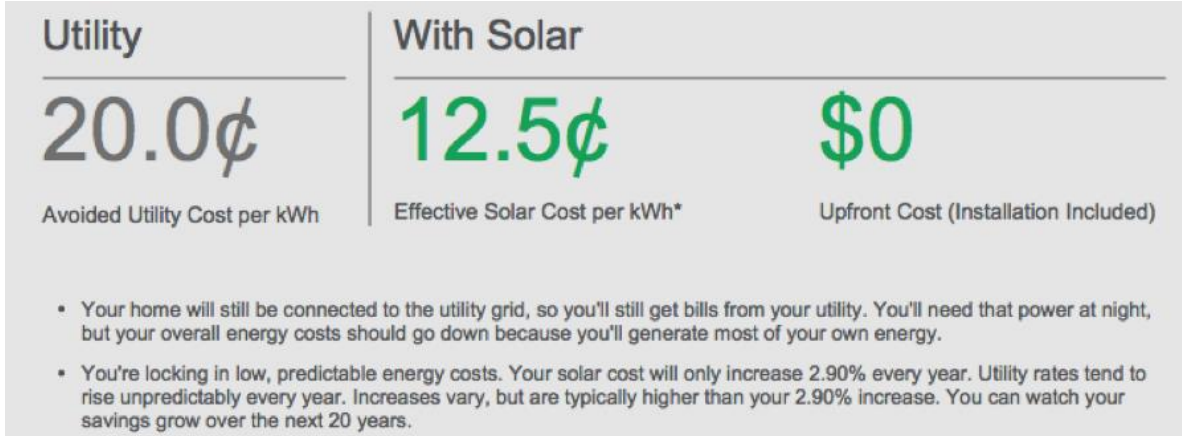 Utility
With Solar
20.0¢
12.5¢
$0
Avoided Utility Cost per kWh
Effective Solar Cost per kWh*
Upfront Cost (Installation Included)
• Your home will still be connected to the utility grid, so you'll still get bills from your utility. You'll need that power at night,
but your overall energy costs should go down because you'll generate most of your own energy.
• You're locking in low, predictable energy costs. Your solar cost will only increase 2.90% every year. Utility rates tend to
rise unpredictably every year. Increases vary, but are typically higher than your 2.90% increase. You can watch your
savings grow over the next 20 years.